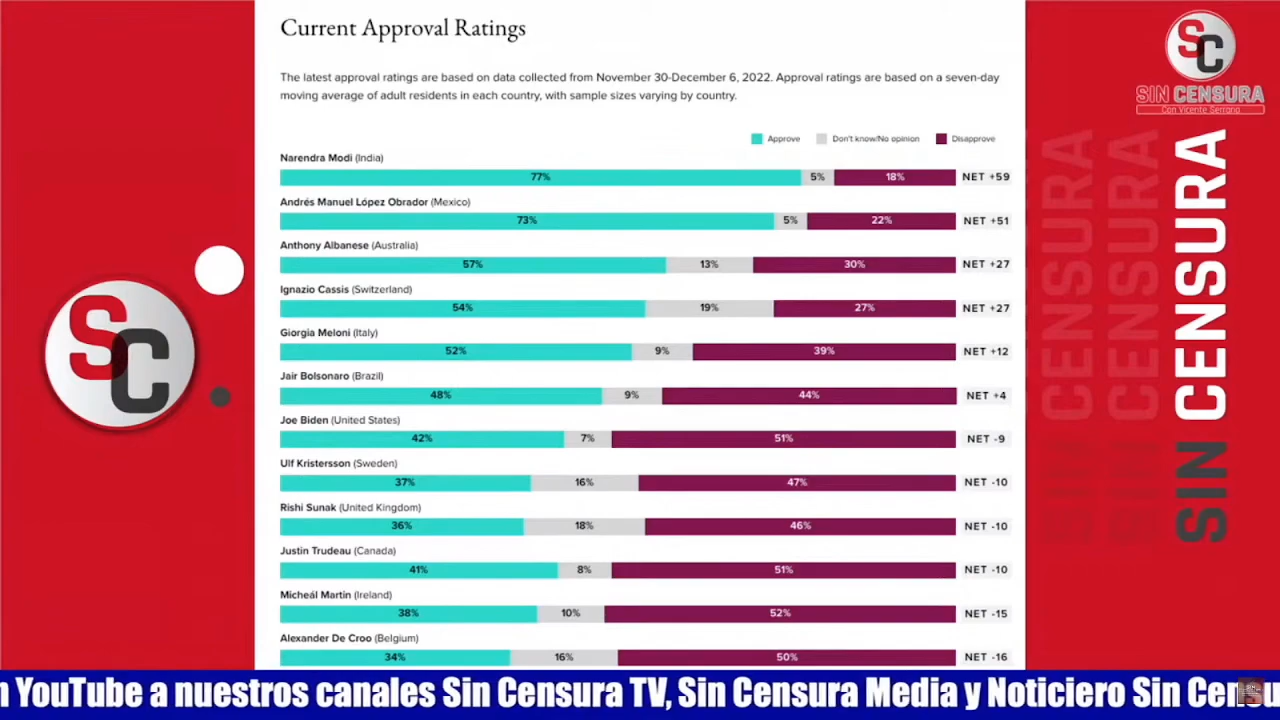 Current Approval Ratings
The latest approval ratings are based on data collected from November 30-December 6, 2022. Approval ratings are based on a seven-day
moving average of adult residents in each country, with sample sizes varying by country.
Approve Don't know/No opinion Disapprove
Narendra Modi (India)
77% 5% 18% NET +59
Andrés Manuel López Obrador (Mexico)
73% 5% 22% NET +51
Anthony Albanese (Australia)
57% 13% 30% NET +27
Ignazio Cassis (Switzerland)
54% 19% 27% NET +27
Giorgia Meloni (Italy)
52% 9% 39% NET +12
Jair Bolsonaro (Brazil)
48% 9% 44% NET +4
Joe Biden (United States)
42% 7% 51% NET -9
Ulf Kristersson (Sweden)
37% 16% 47% NET -10
Rishi Sunak (United Kingdom)
36% 18% 46% NET -10
Justin Trudeau (Canada)
41% 8% 51% NET -10
Micheál Martin (Ireland)
38% 10% 52% NET -15
Alexander De Croo (Belgium)
34% 16% 50% NET -16
SC
SC
SIN CENSURA
Con Vicente Serrano
SIN CENSURA
SIN CENSURA
SIN CENSURA
n YouTube a nuestros canales Sin Censura TV, Sin Censura Media y Noticiero Sin Censu